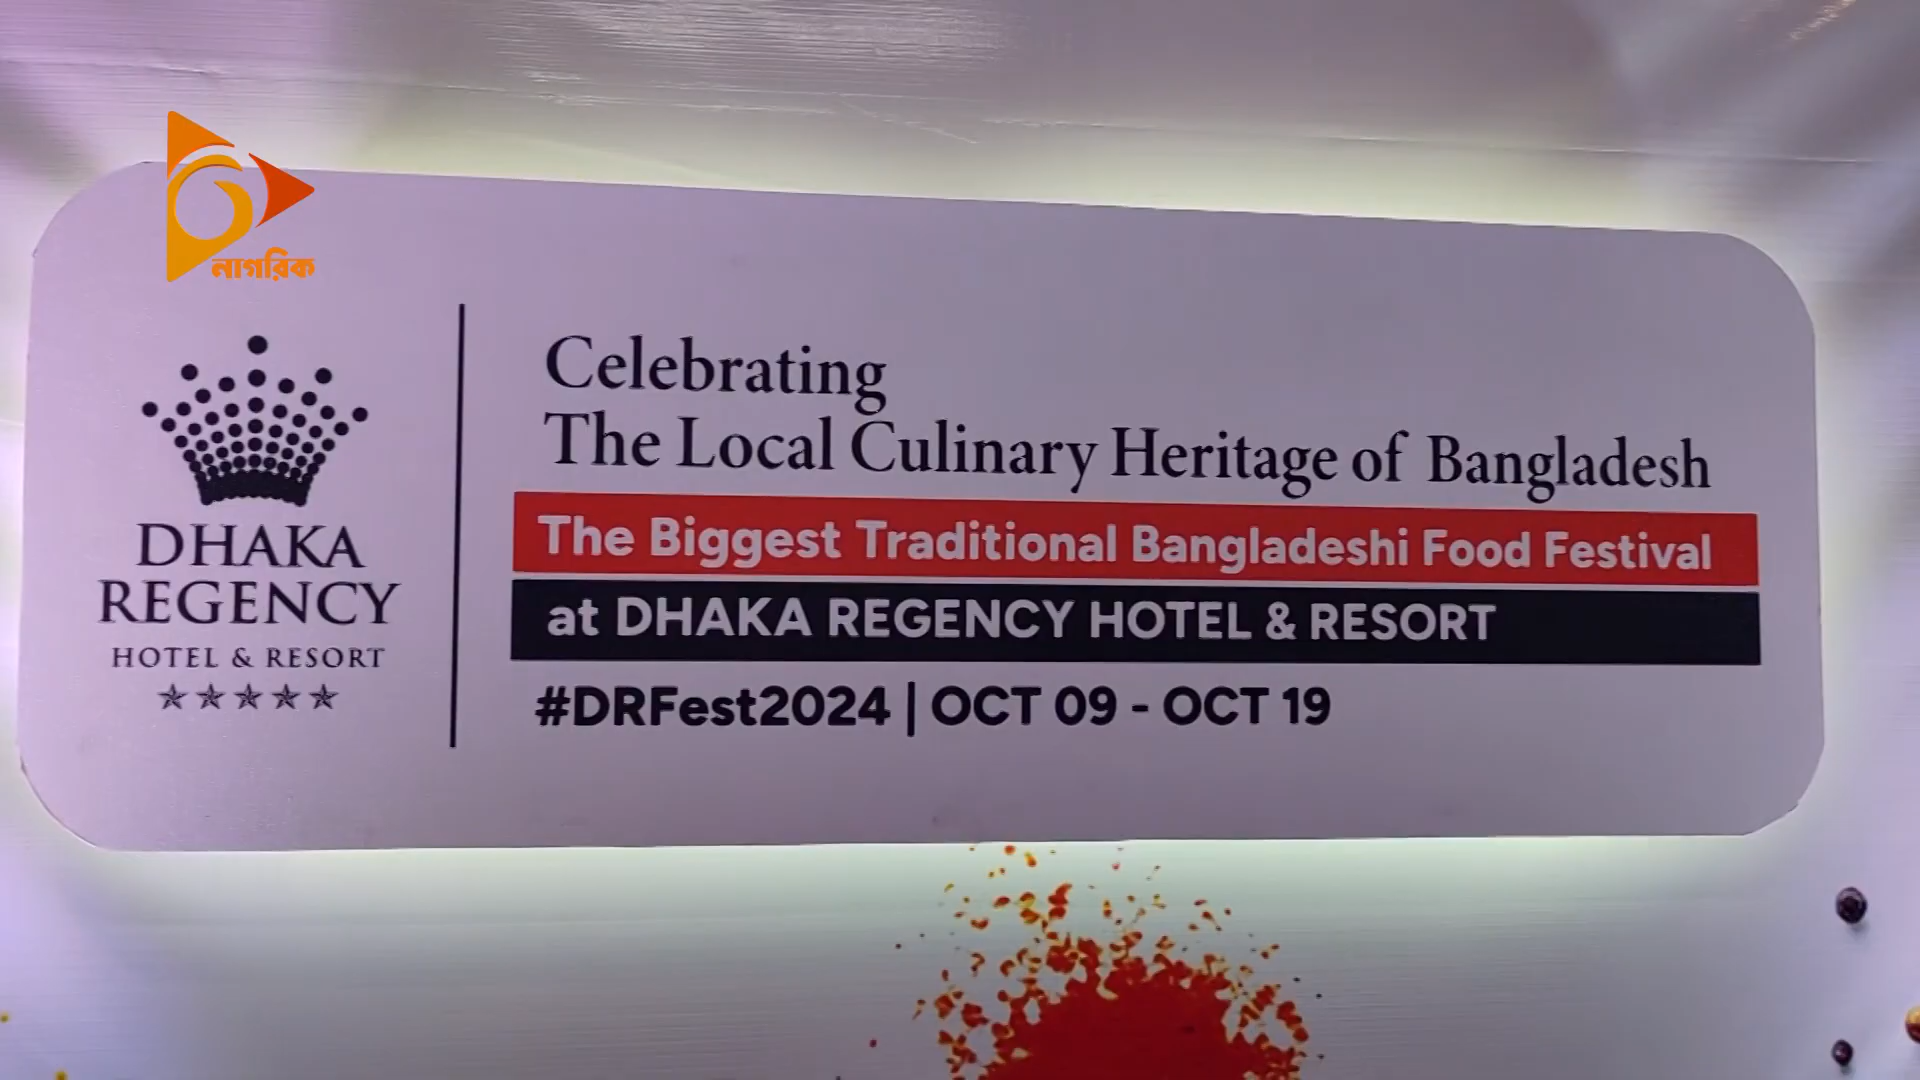 নাগরিক
DHAKA
REGENCY
HOTEL & RESORT
Celebrating
The Local Culinary Heritage of Bangladesh
The Biggest Traditional Bangladeshi Food Festival
at DHAKA REGENCY HOTEL & RESORT
#DRFest2024 | OCT 09 - OCT 19